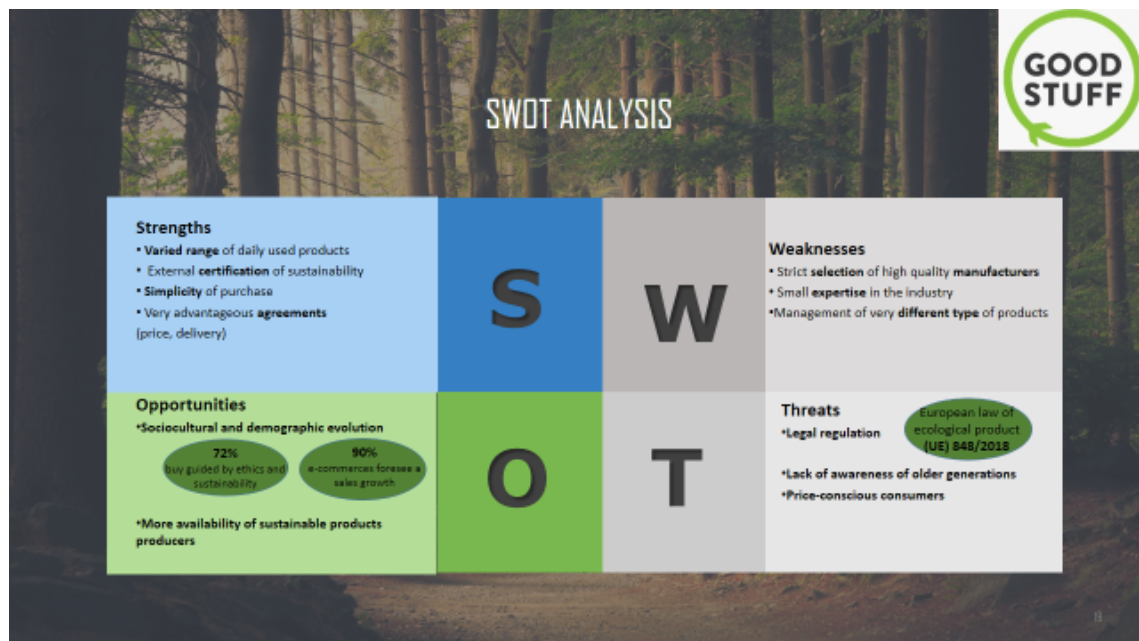 GOOD
STUFF
SWOT ANALYSIS
Strengths
• Varied range of daily used products
• External certification of sustainability
• Simplicity of purchase
• Very advantageous agreements
(price, delivery)
S
W
Weaknesses
• Strict selection of high quality manufacturers
• Small expertise in the industry
•Management of very different type of products
Opportunities
•Sociocultural and demographic evolution
72%
buy guided by ethics and
sustainability
90%
e-commerces foresee a
sales growth
•More availability of sustainable products
producers
O
T
Threats
•Legal regulation
European law of
ecological product
(UE) 848/2018
•Lack of awareness of older generations
•Price-conscious consumers